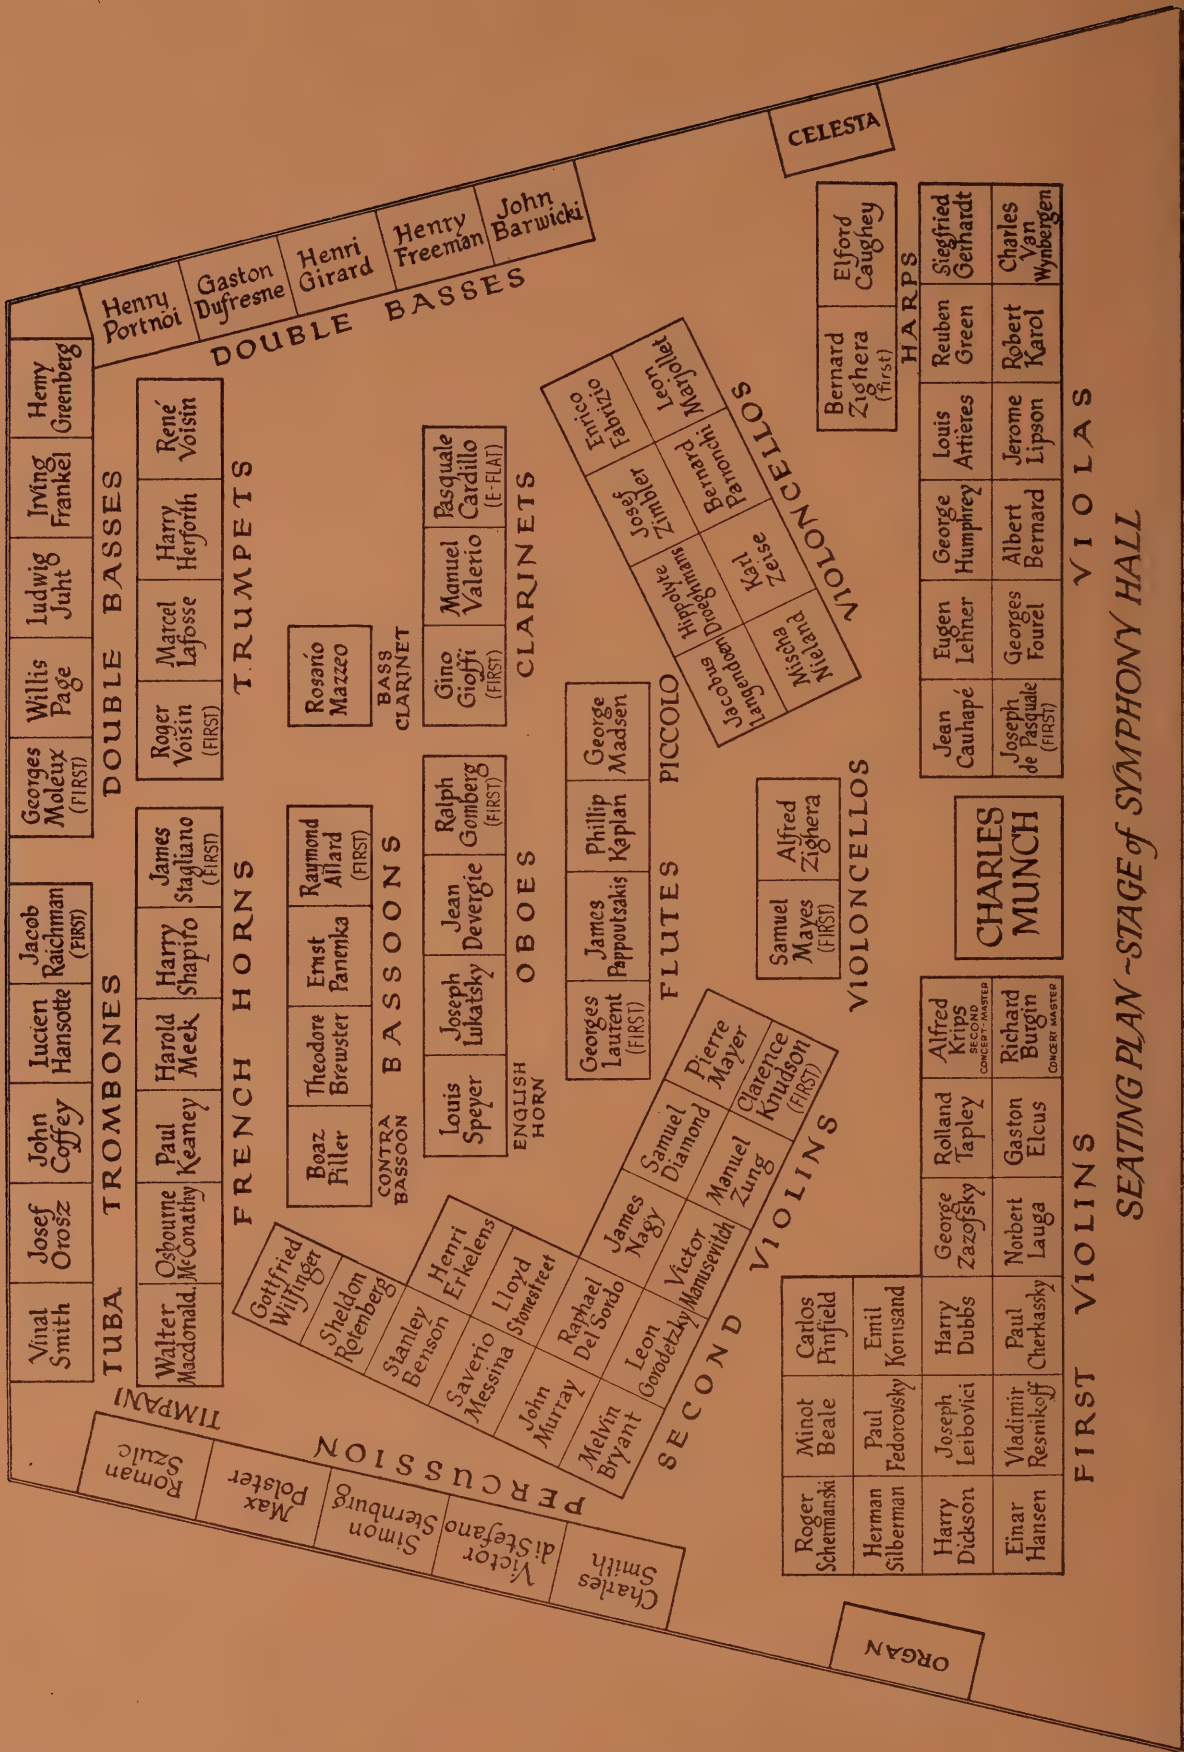 Vinal
Smith
Josef
Orosz
John
Coffey
Lucien
Hansotte
Jacob
Raichman
(FIRST)
TUBA TROMBONES
Georges
Moleux
(FIRST)
Willis
Page
Ludwig
Juht
Irving
Frankel
Henry
Greenberg
DOUBLE BASSES
Henry
Portnoi
Gaston
Dufresne
Henri
Girard
Henry
Freeman
John
Barwicki
DOUBLE BASSES
Walter
Macdonald
Osbourne
McConathy
Paul
Keaney
Harold
Meek
Harry
Shapiro
James
Stagliano
(FIRST)
FRENCH HORNS
Roger
Voisin
(FIRST)
Marcel
Lafosse
Harry
Herforth
René
Voisin
TRUMPETS
TIMPANI
Roman
Szulc
Max
Polster
Simon
Sternburg
Victor
diStefano
Charles
Smith
PERCUSSION
Boaz
Piller
Theodore
Brewster
Ernst
Panenka
Raymond
Allard
(FIRST)
CONTRA
BASSOON
BASSOONS
Rosario
Mazzeo
BASS
CLARINET
Louis
Speyer
Joseph
Lukatsky
Jean
Devergie
Ralph
Gomberg
(FIRST)
ENGLISH
HORN
OBOES
Gino
Gioffi
(FIRST)
Manuel
Valerio
Pasquale
Cardillo
(E-FLAT)
CLARINETS
Georges
Laurent
(FIRST)
James
Pappoutsakis
Phillip
Kaplan
George
Madsen
FLUTES
PICCOLO
Gottfried
Wilfinger
Sheldon
Rotenberg
Stanley
Benson
Henri
Erkelens
Saverio
Messina
Lloyd
Stonestreet
John
Murray
Raphael
Del Sordo
James
Nagy
Samuel
Diamond
Pierre
Mayer
Melvin
Bryant
Leon
Gorodetzky
Victor
Manusevitch
Manuel
Zung
Clarence
Knudson
(FIRST)
SECOND VIOLINS
Samuel
Mayes
(FIRST)
Alfred
Zighera
VIOLONCELLOS
Jacobus
Langendoen
Hippolyte
Droeghmans
Josef
Zimbler
Enrico
Fabrizio
Mischa
Nieland
Karl
Zeise
Bernard
Parronchi
Leon
Marjollet
VIOLONCELLOS
CELESTA
Bernard
Zighera
(first)
Elford
Caughey
HARPS
Roger
Schermanski
Minot
Beale
Carlos
Pinfield
Herman
Silberman
Paul
Fedorovsky
Emil
Kornsand
Harry
Dickson
Joseph
Leibovici
Harry
Dubbs
George
Zazofsky
Rolland
Tapley
Alfred
Krips
SECOND
CONCERT-MASTER
Einar
Hansen
Vladimir
Resnikoff
Paul
Cherkassky
Norbert
Lauga
Gaston
Elcus
Richard
Burgin
CONCERT MASTER
FIRST VIOLINS
ORGAN
CHARLES
MUNCH
Jean
Cauhapé
Eugen
Lehner
George
Humphrey
Louis
Artières
Reuben
Green
Siegfried
Gerhardt
Joseph
de Pasquale
(FIRST)
Georges
Fourel
Albert
Bernard
Jerome
Lipson
Robert
Karol
Charles
Van
Wynbergen
VIOLAS
SEATING PLAN ~ STAGE of SYMPHONY HALL